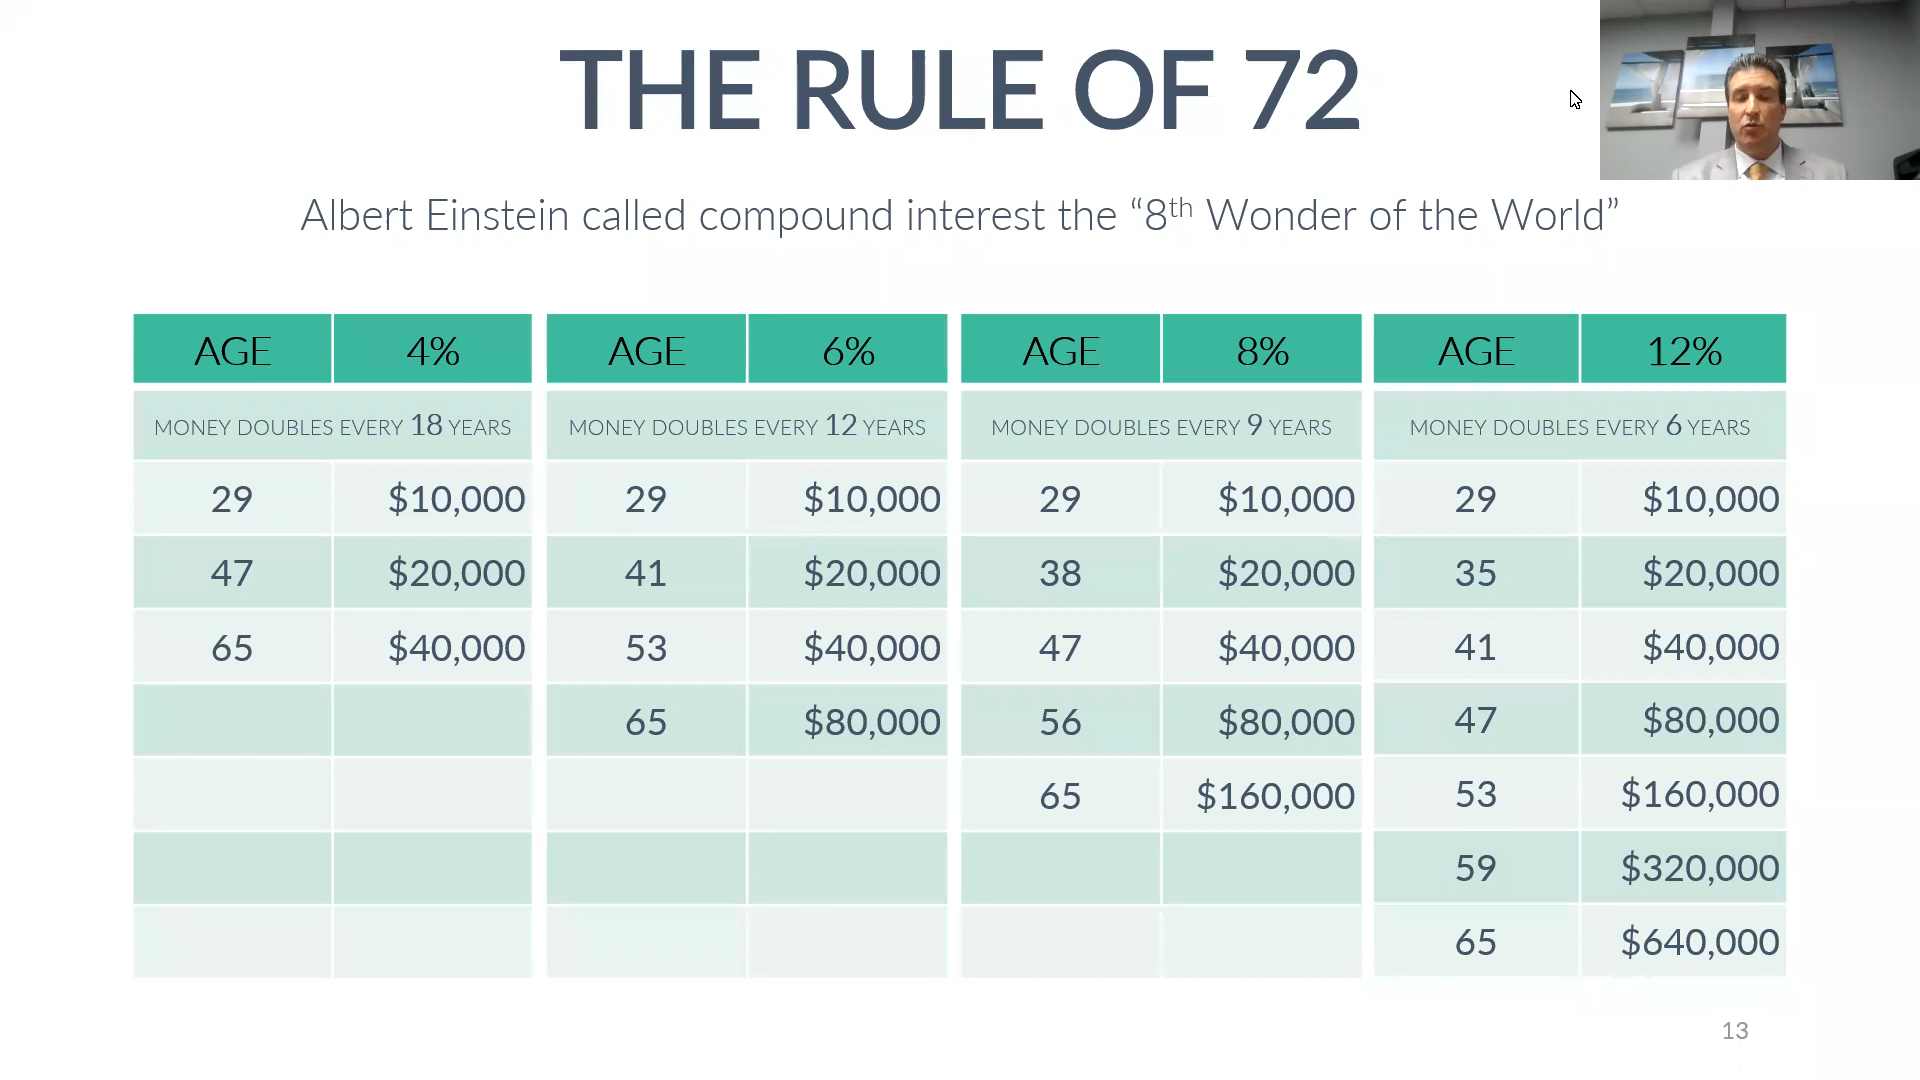 THE RULE OF 72
Albert Einstein called compound interest the “8th Wonder of the World”
AGE 4% AGE 6% AGE 8% AGE 12%
MONEY DOUBLES EVERY 18 YEARS MONEY DOUBLES EVERY 12 YEARS MONEY DOUBLES EVERY 9 YEARS MONEY DOUBLES EVERY 6 YEARS
29 $10,000 29 $10,000 29 $10,000 29 $10,000
47 $20,000 41 $20,000 38 $20,000 35 $20,000
65 $40,000 53 $40,000 47 $40,000 41 $40,000
65 $80,000 56 $80,000 47 $80,000
65 $160,000 53 $160,000
59 $320,000
65 $640,000
13